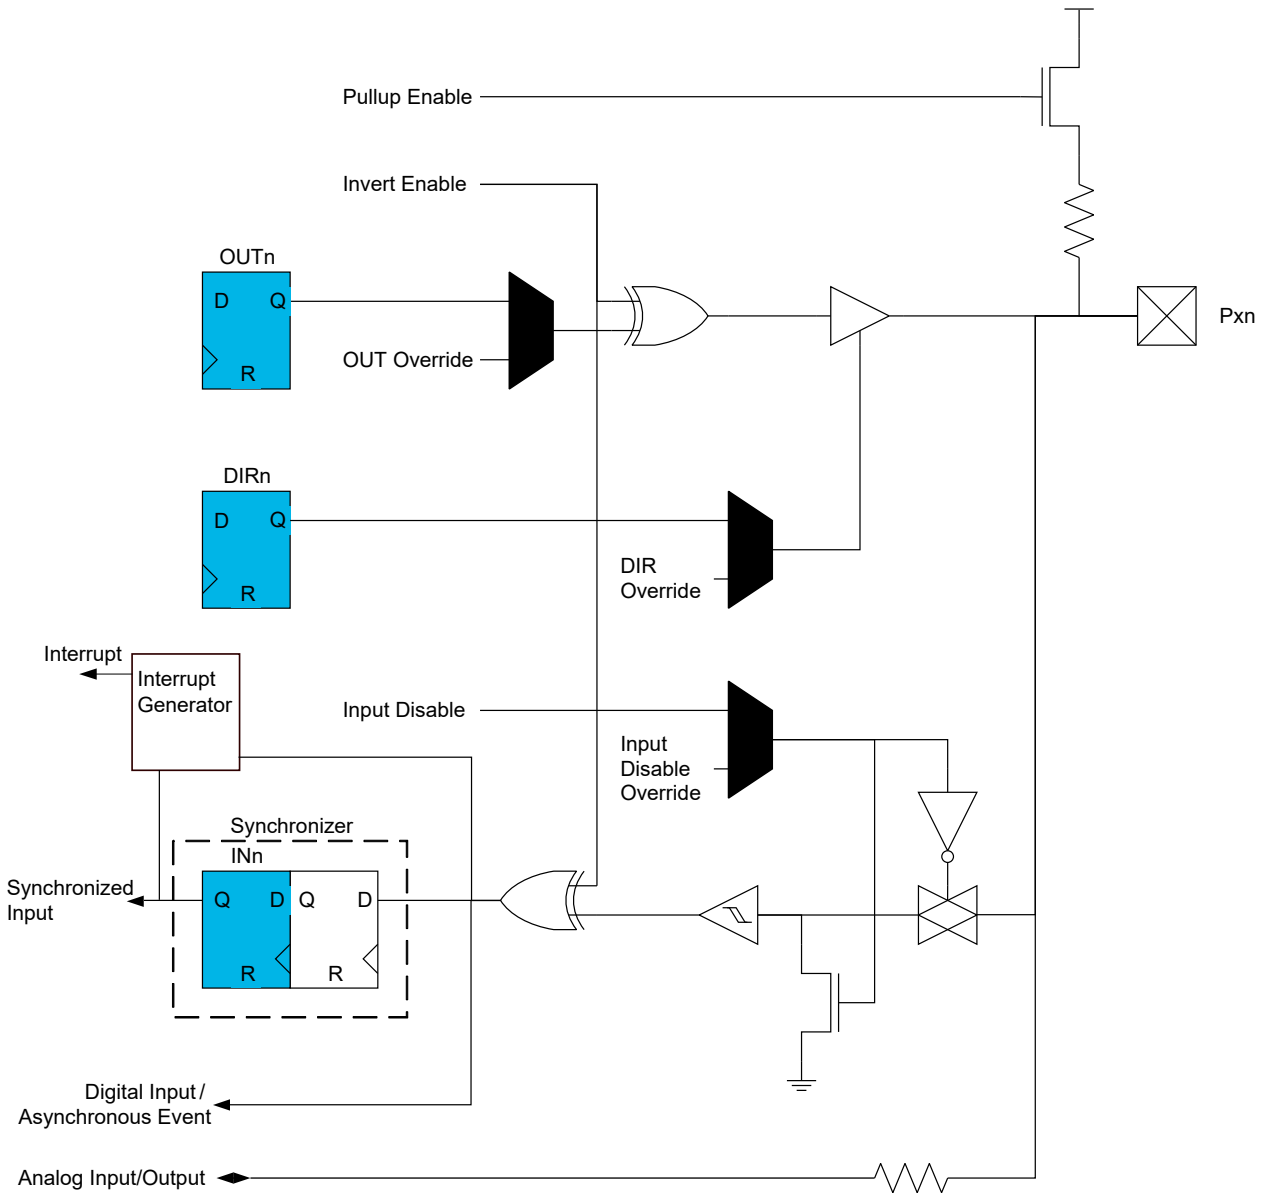 Pullup Enable
Invert Enable
OUTn
D Q
R
OUT Override
Pxn
DIRn
D Q
R
DIR
Override
Interrupt
Interrupt
Generator
Input Disable
Input
Disable
Override
Synchronizer
INn
Synchronized
Input
Q D Q D
R R
Digital Input/
Asynchronous Event
Analog Input/Output